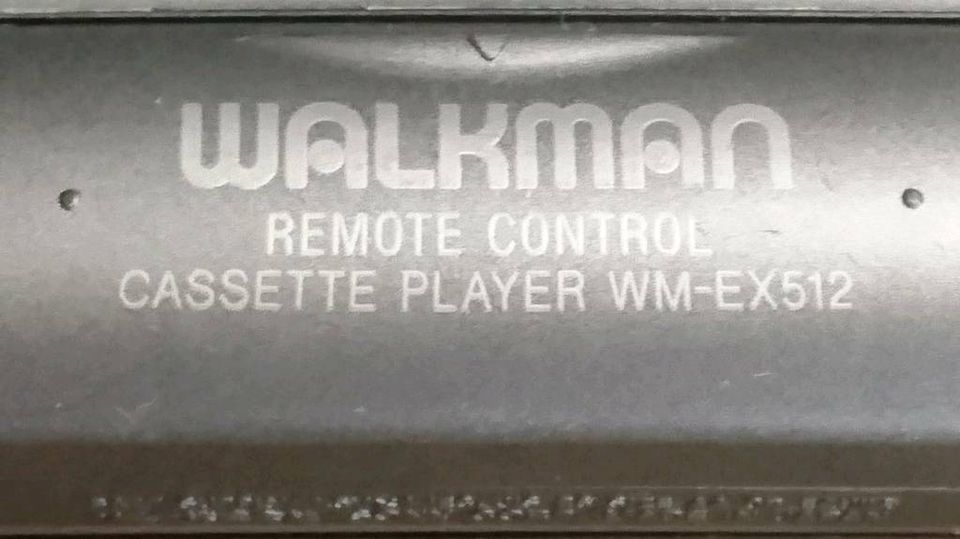 WALKMAN
REMOTE CONTROL
CASSETTE PLAYER WM-EX512